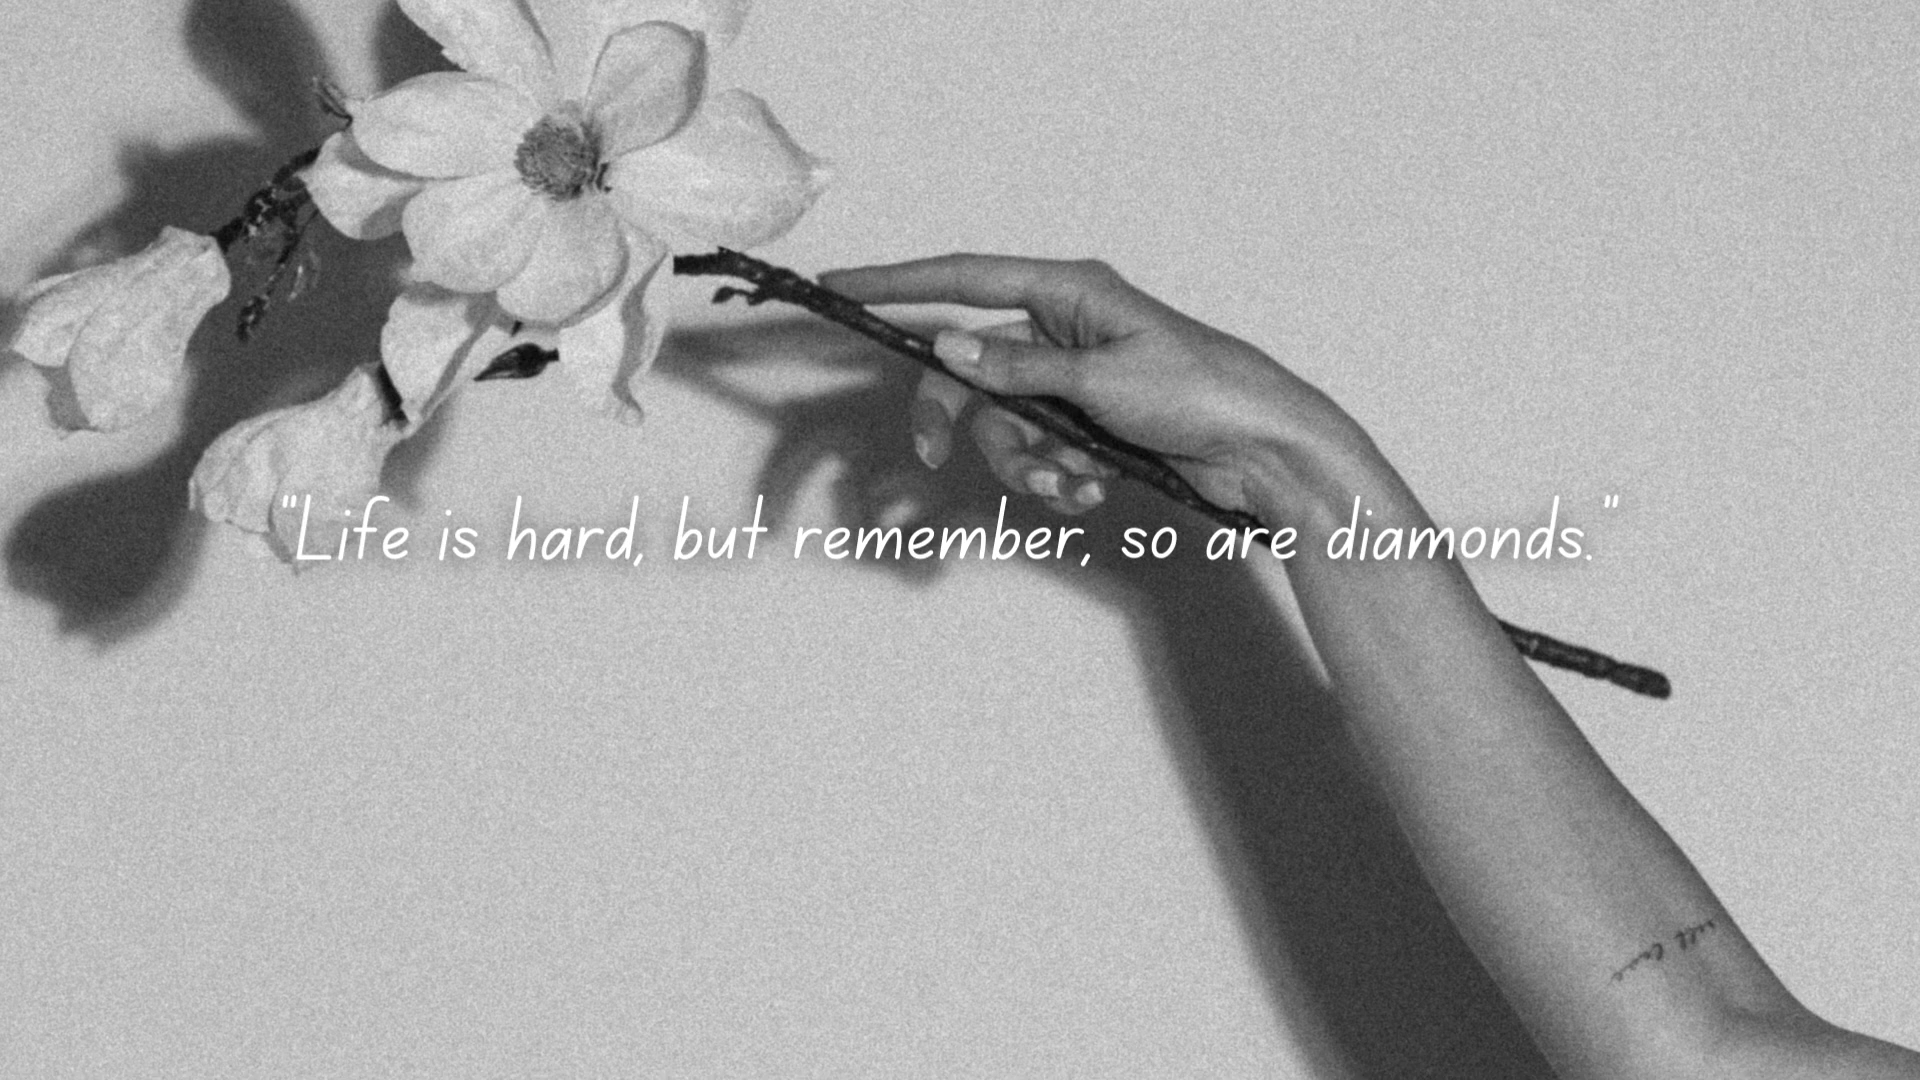 "Life is hard, but remember, so are diamonds."